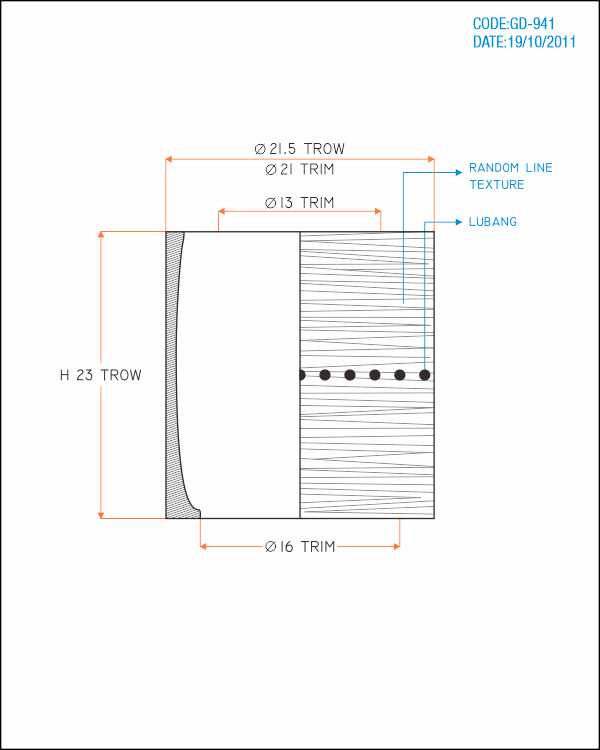 CODE:GD-941
DATE:19/10/2011
Ø 21.5 TROW
Ø 21 TRIM
RANDOM LINE
TEXTURE
Ø 13 TRIM
LUBANG
H 23 TROW
Ø 16 TRIM